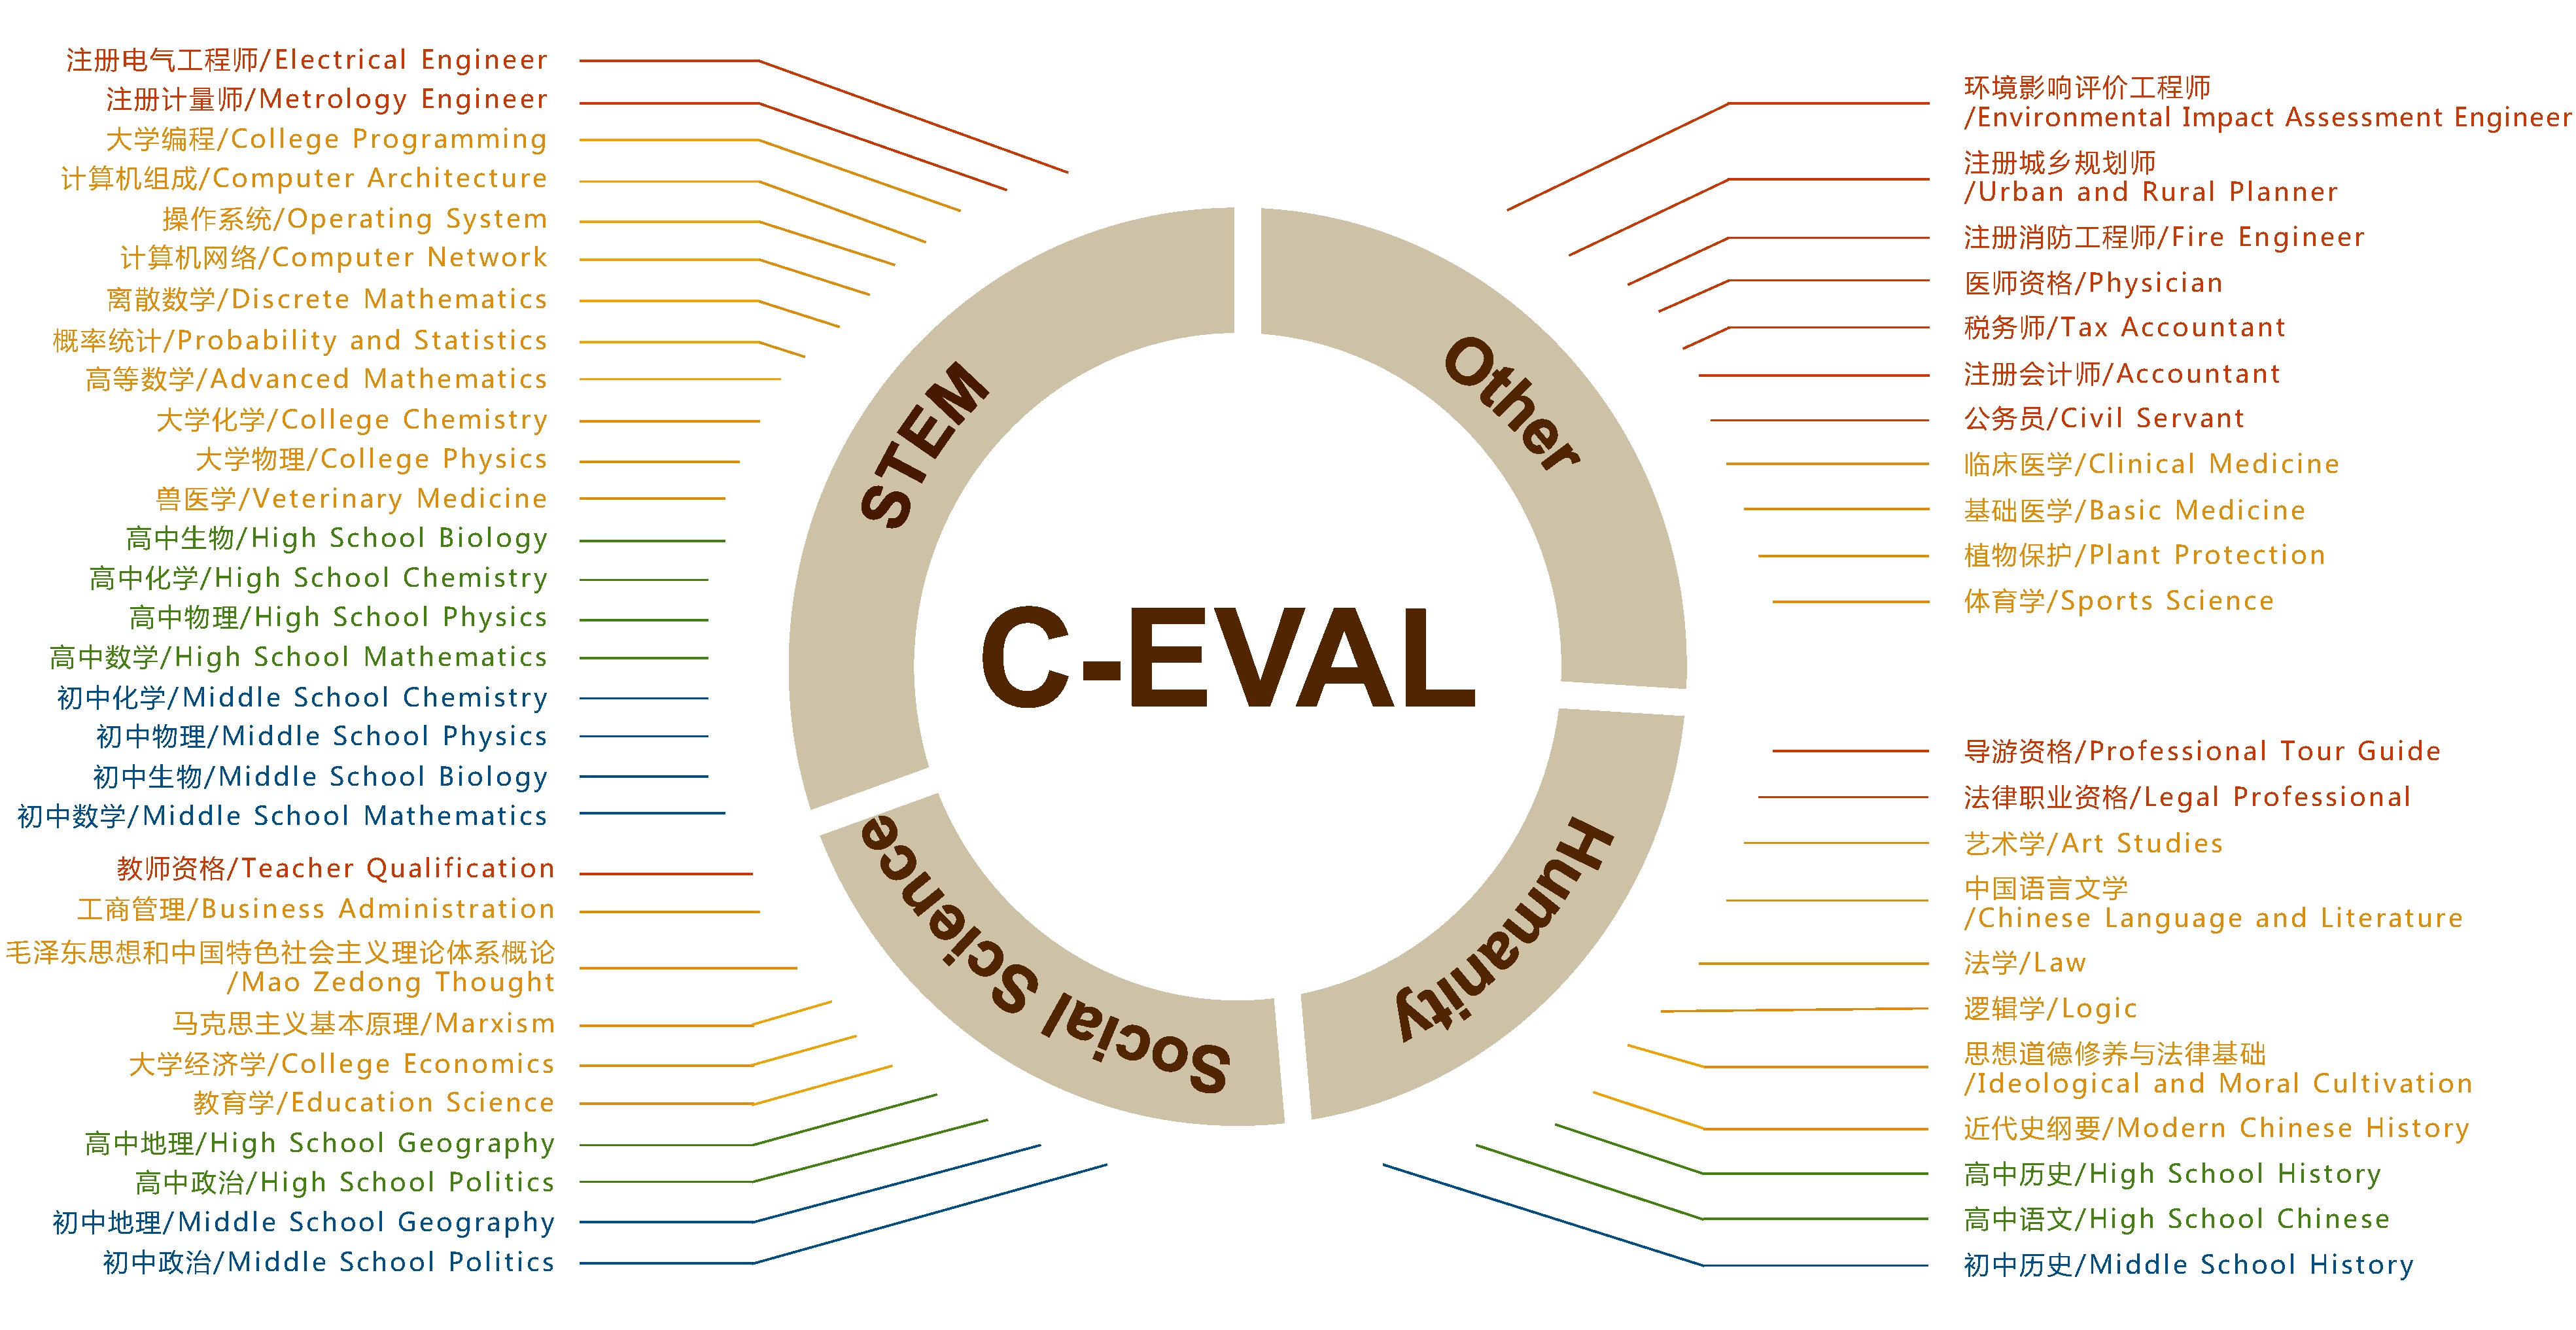 注册电气工程师/Electrical Engineer
注册计量师/Metrology Engineer
大学编程/College Programming
计算机组成/Computer Architecture
操作系统/Operating System
计算机网络/Computer Network
离散数学/Discrete Mathematics
概率统计/Probability and Statistics
高等数学/Advanced Mathematics
大学化学/College Chemistry
大学物理/College Physics
兽医学/Veterinary Medicine
高中生物/High School Biology
高中化学/High School Chemistry
高中物理/High School Physics
高中数学/High School Mathematics
初中化学/Middle School Chemistry
初中物理/Middle School Physics
初中生物/Middle School Biology
初中数学/Middle School Mathematics
教师资格/Teacher Qualification
工商管理/Business Administration
毛泽东思想和中国特色社会主义理论体系概论
/Mao Zedong Thought
马克思主义基本原理/Marxism
大学经济学/College Economics
教育学/Education Science
高中地理/High School Geography
高中政治/High School Politics
初中地理/Middle School Geography
初中政治/Middle School Politics
STEM
Other
C-EVAL
Social Science
Humanity
环境影响评价工程师
/Environmental Impact Assessment Engineer
注册城乡规划师
/Urban and Rural Planner
注册消防工程师/Fire Engineer
医师资格/Physician
税务师/Tax Accountant
注册会计师/Accountant
公务员/Civil Servant
临床医学/Clinical Medicine
基础医学/Basic Medicine
植物保护/Plant Protection
体育学/Sports Science
导游资格/Professional Tour Guide
法律职业资格/Legal Professional
艺术学/Art Studies
中国语言文学
/Chinese Language and Literature
法学/Law
逻辑学/Logic
思想道德修养与法律基础
/Ideological and Moral Cultivation
近代史纲要/Modern Chinese History
高中历史/High School History
高中语文/High School Chinese
初中历史/Middle School History